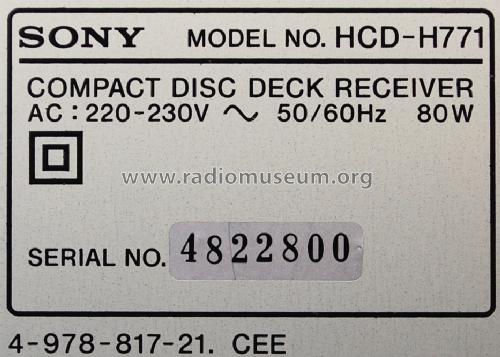 SONY MODEL NO. HCD-H771
COMPACT DISC DECK RECEIVER
AC : 220-230V ~ 50/60Hz 80W
www.radiomuseum.org
SERIAL NO. 4822800
4-978-817-21. CEE